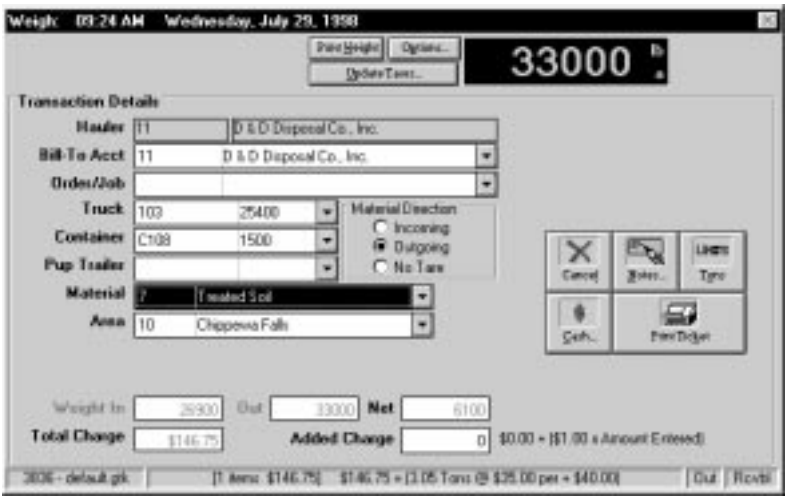 Weigh: 09:24 AM Wednesday, July 29, 1998
Print Weight Options...
Update Tares... 33000 lb
Transaction Details
Hauler 11 D & D Disposal Co., Inc.
Bill-To Acct 11 D & D Disposal Co., Inc.
Order/Job
Truck 103 25400 Material Direction
Incoming
Container C108 1500 Outgoing
Pup Trailer No Tare
Material 7 Treated Soil
Area 10 Chippewa Falls
Cancel Notes... Tare
Cash... Print Ticket
Weight In 26900 Out 33000 Net 6100
Total Charge $146.75 Added Charge 0 $0.00 + ($1.00 x Amount Entered)
3036 - default.gtk [1 items $146.75] $146.75 = (3.05 Tons @ $35.00 per + $40.00) Out